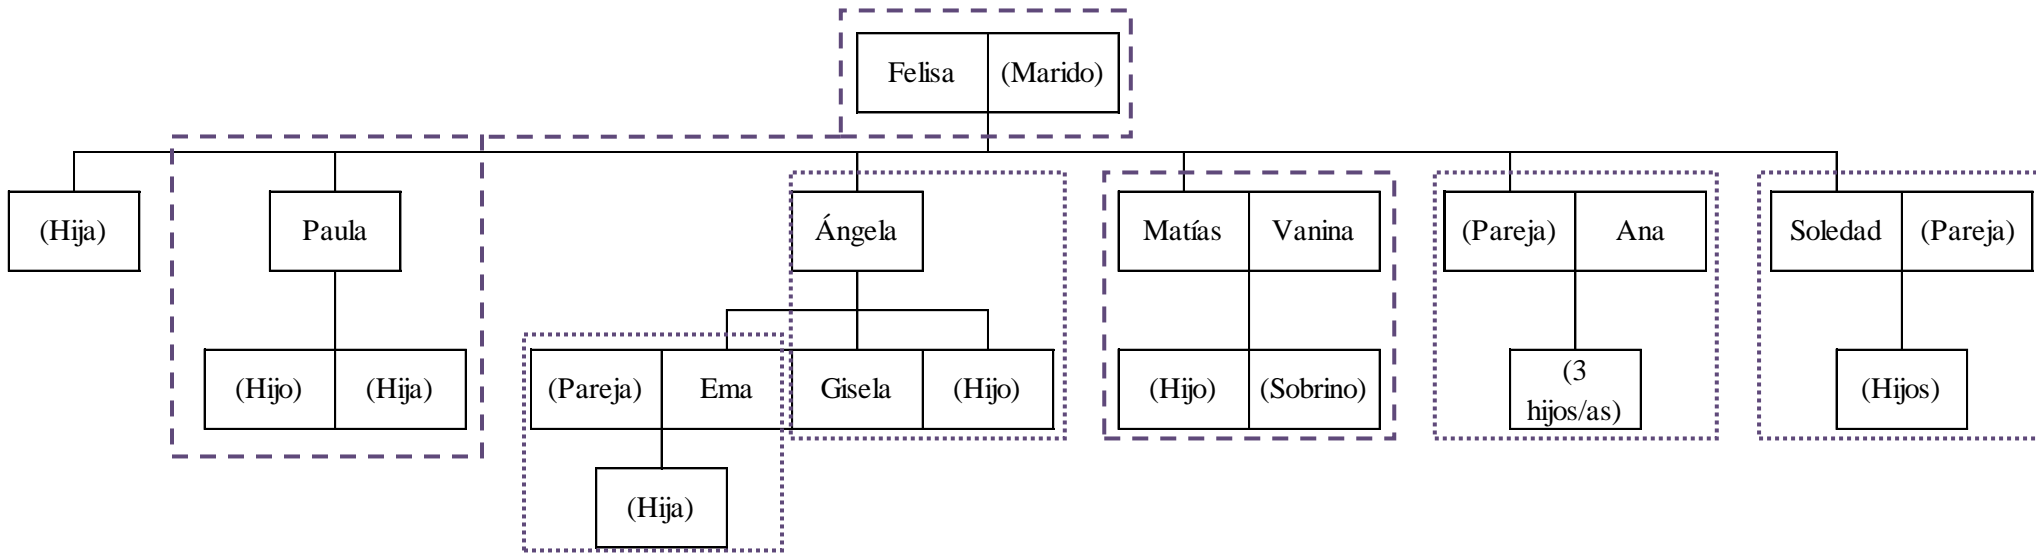 Felisa (Marido)
(Hija) Paula Ángela Matías Vanina (Pareja) Ana Soledad (Pareja)
(Hijo) (Hija) (Pareja) Ema Gisela (Hijo) (Hijo) (Sobrino) (3 hijos/as) (Hijos)
(Hija)